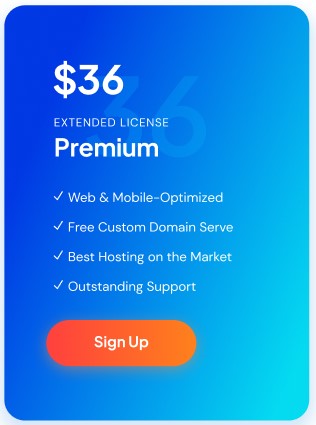 $36
36
EXTENDED LICENSE
Premium
✓ Web & Mobile-Optimized
✓ Free Custom Domain Serve
✓ Best Hosting on the Market
✓ Outstanding Support
Sign Up